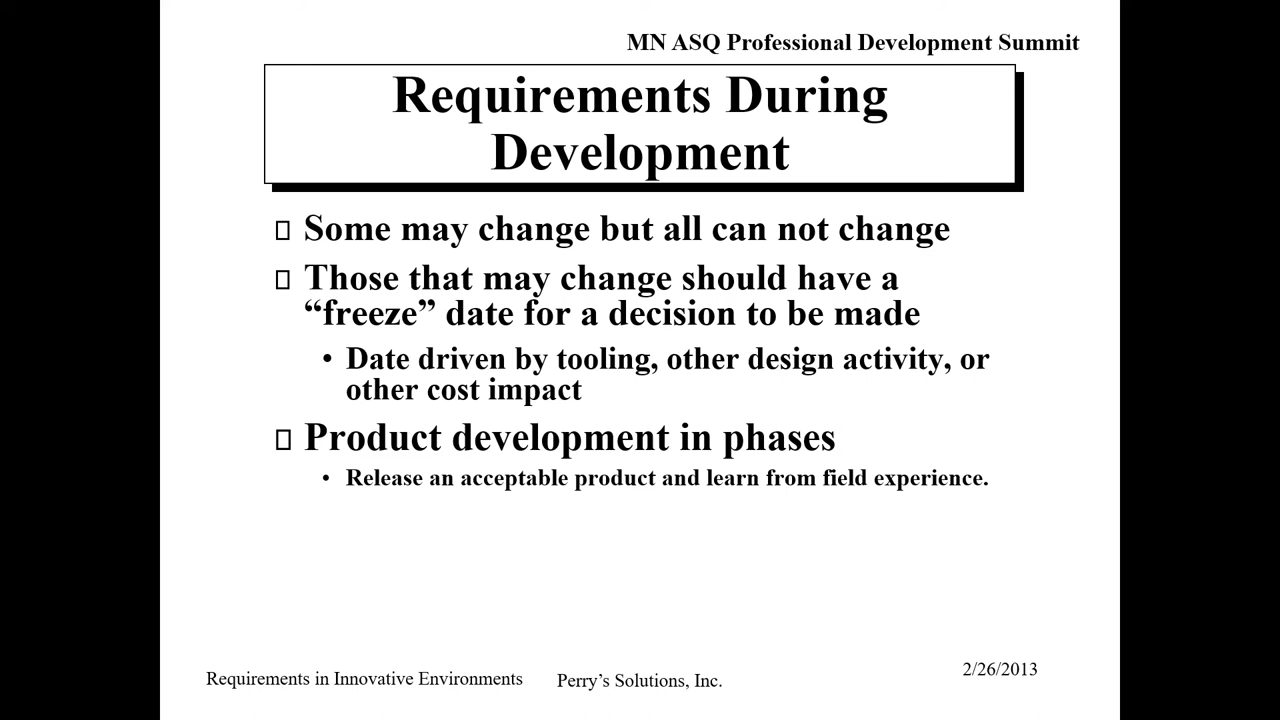 MN ASQ Professional Development Summit
Requirements During
Development
Some may change but all can not change
Those that may change should have a
“freeze” date for a decision to be made
• Date driven by tooling, other design activity, or
other cost impact
Product development in phases
• Release an acceptable product and learn from field experience.
Requirements in Innovative Environments
Perry’s Solutions, Inc.
2/26/2013